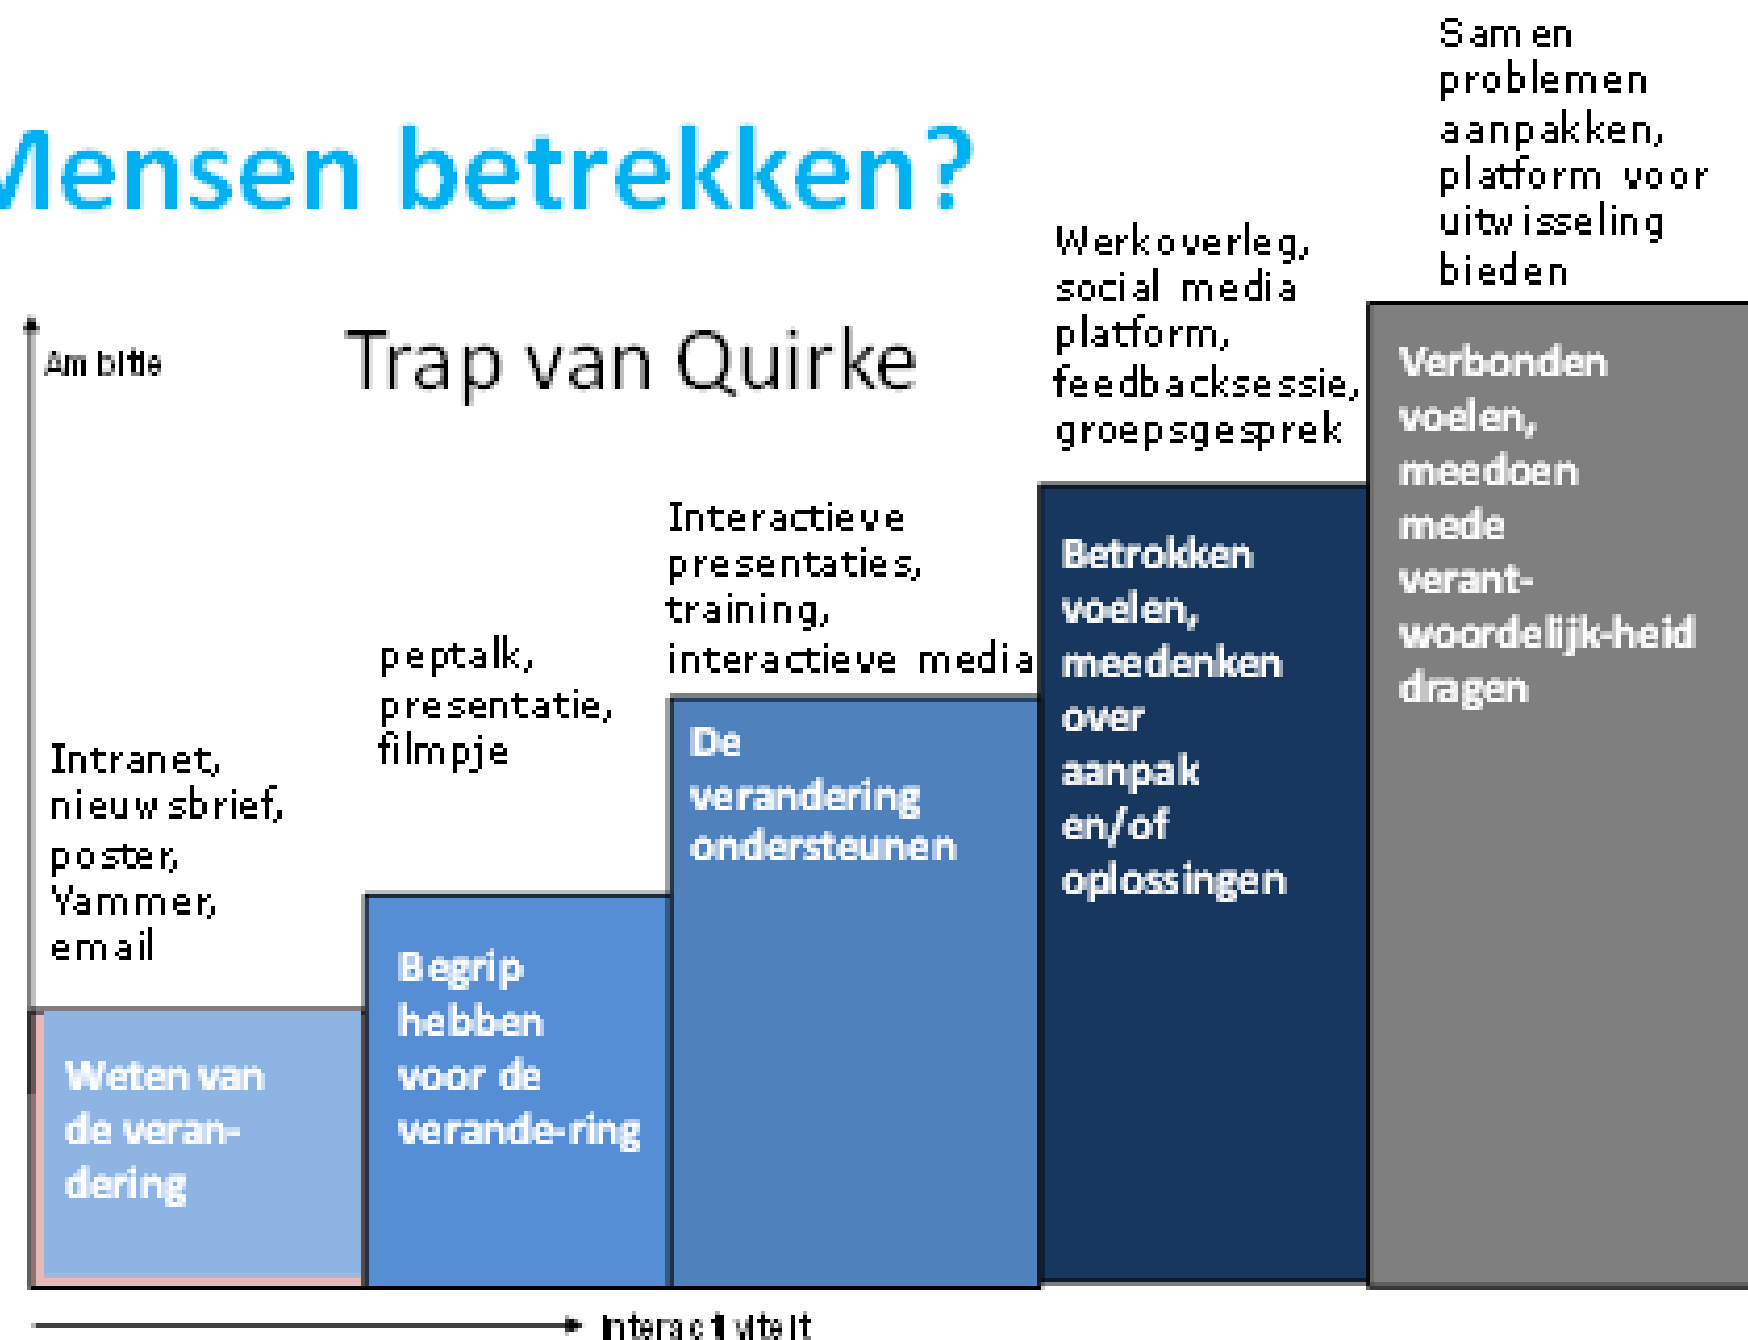 Mensen betrekken?
Trap van Quirke
Ambitie
Intranet,
nieuwsbrief,
poster,
Yammer,
email
Weten van
de veran-
dering
peptalk,
presentatie,
filmpje
Begrip
hebben
voor de
verande-ring
Interactieve
presentaties,
training,
interactieve media
De
verandering
ondersteunen
Werkoverleg,
social media
platform,
feedbacksessie,
groepsgesprek
Betrokken
voelen,
meedenken
over
aanpak
en/of
oplossingen
Samen
problemen
aanpakken,
platform voor
uitwisseling
bieden
Verbonden
voelen,
meedoen
mede
verant-
woordelijk-heid
dragen
Interactiviteit